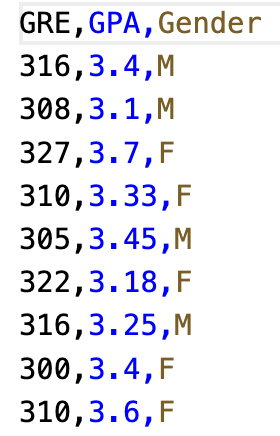 GRE,GPA,Gender
316,3.4,M
308,3.1,M
327,3.7,F
310,3.33,F
305,3.45,M
322,3.18,F
316,3.25,M
300,3.4,F
310,3.6,F